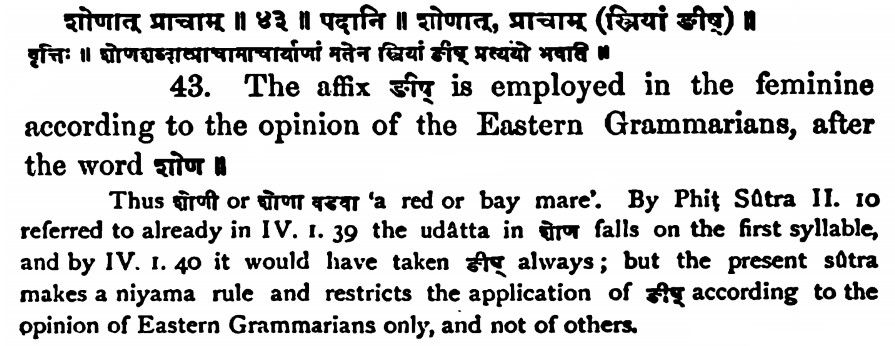 शोणात् प्राचाम् ॥ ४३ ॥ पदानि ॥ शोणात्, प्राचाम् (स्त्रियां ङीष्) ॥
वृत्तिः ॥ शोणशब्दात्प्राचामाचार्याणां मतेन स्त्रियां ङीष् प्रत्ययो भवति ॥
43. The affix ङीष् is employed in the feminine
according to the opinion of the Eastern Grammarians, after
the word शोण ॥
Thus शोणी or शोणा वडवा 'a red or bay mare'. By Phiṭ Sûtra II. 10
referred to already in IV. 1. 39 the udâtta in शोण falls on the first syllable,
and by IV. 1. 40 it would have taken ङीष् always; but the present sûtra
makes a niyama rule and restricts the application of ङीष् according to the
opinion of Eastern Grammarians only, and not of others.